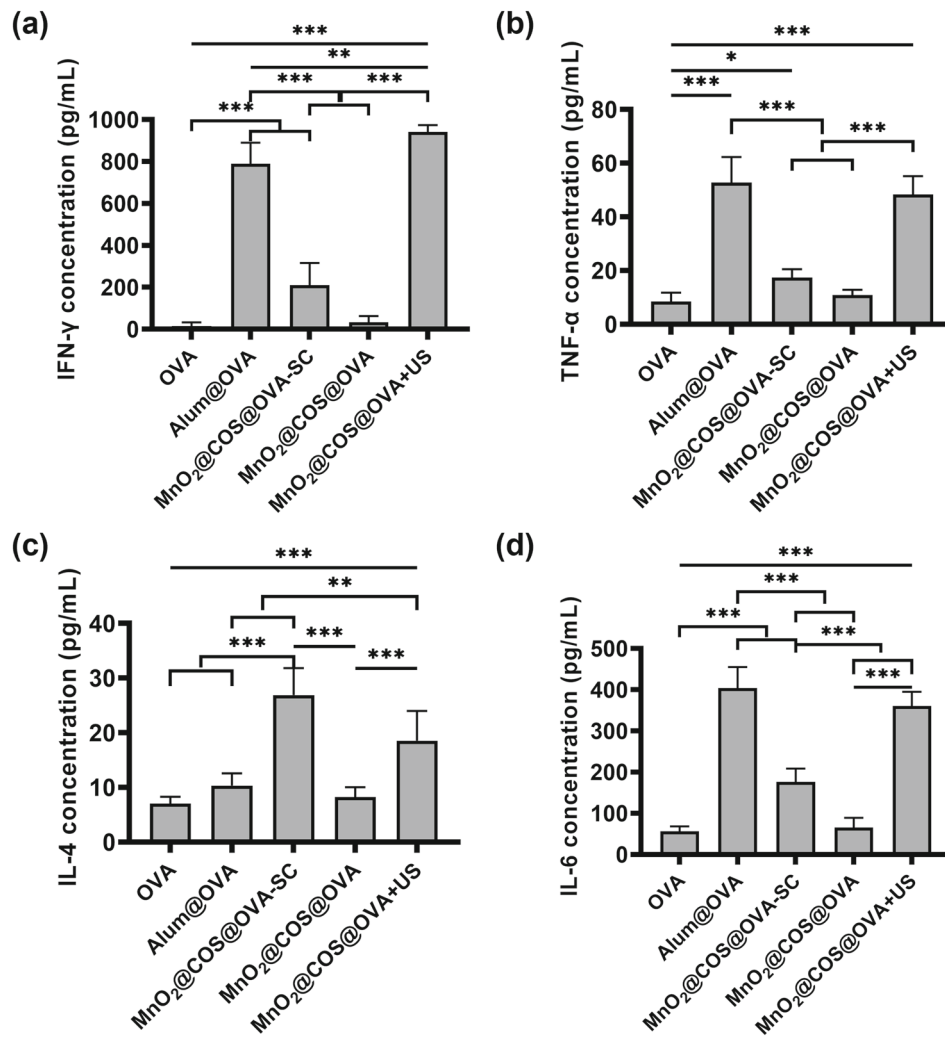 (a)
***
**
*** ***
***
IFN-γ concentration (pg/mL)
1000
800
600
400
200
0
OVA
Alum@OVA
MnO₂@COS@OVA-SC
MnO₂@COS@OVA
MnO₂@COS@OVA+US
(b)
***
*
***
***
***
TNF-α concentration (pg/mL)
80
60
40
20
0
OVA
Alum@OVA
MnO₂@COS@OVA-SC
MnO₂@COS@OVA
MnO₂@COS@OVA+US
(c)
***
**
***
***
***
IL-4 concentration (pg/mL)
40
30
20
10
0
OVA
Alum@OVA
MnO₂@COS@OVA-SC
MnO₂@COS@OVA
MnO₂@COS@OVA+US
(d)
***
***
***
***
***
IL-6 concentration (pg/mL)
500
400
300
200
100
0
OVA
Alum@OVA
MnO₂@COS@OVA-SC
MnO₂@COS@OVA
MnO₂@COS@OVA+US